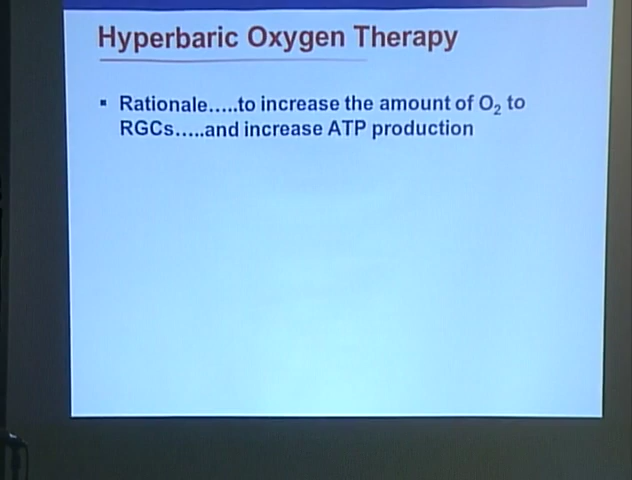 Hyperbaric Oxygen Therapy
▪ Rationale.....to increase the amount of O₂ to
RGCs.....and increase ATP production